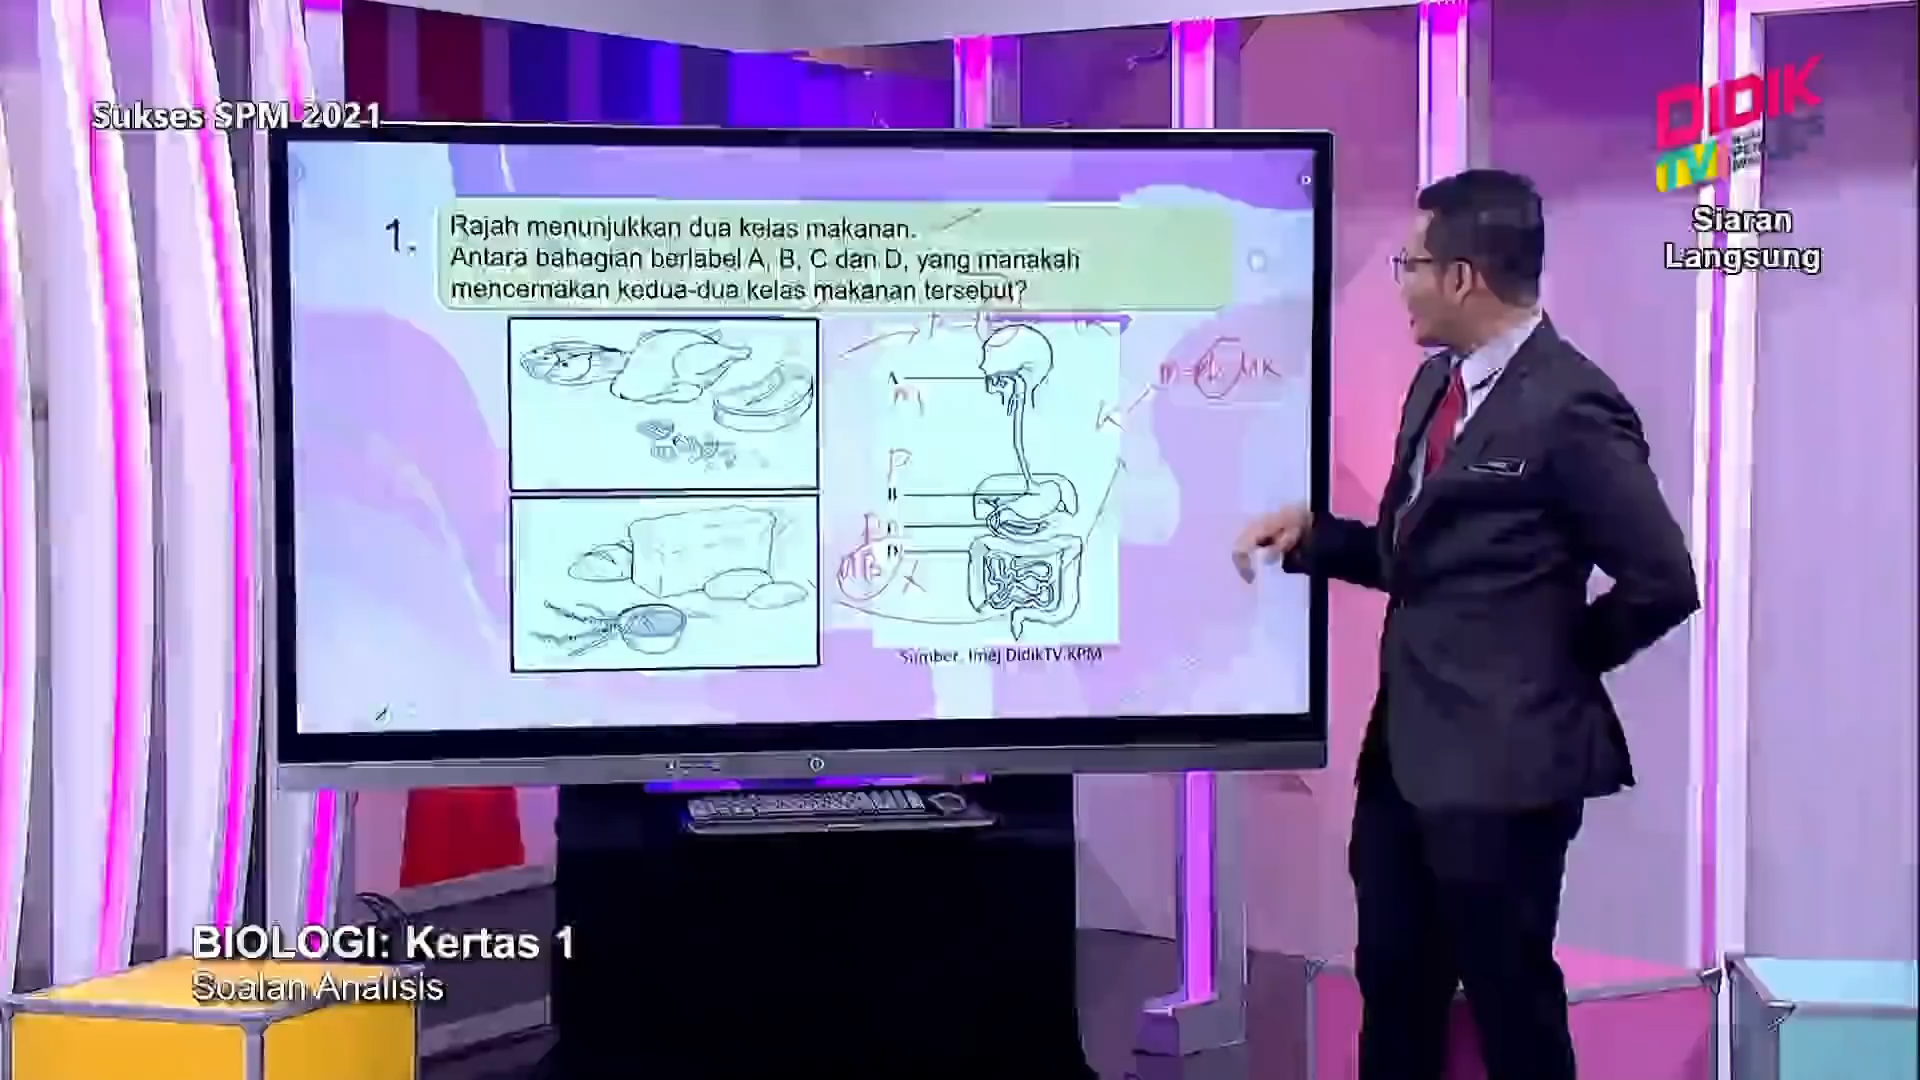 Sukses SPM 2021
DIDIK
TV
Siaran
Langsung
1.
Rajah menunjukkan dua kelas makanan.
Antara bahagian berlabel A, B, C dan D, yang manakah
mencernakan kedua-dua kelas makanan tersebut?
A
B
D
Sumber. Imej DidikTV KPM
BIOLOGI: Kertas 1
Soalan Analisis